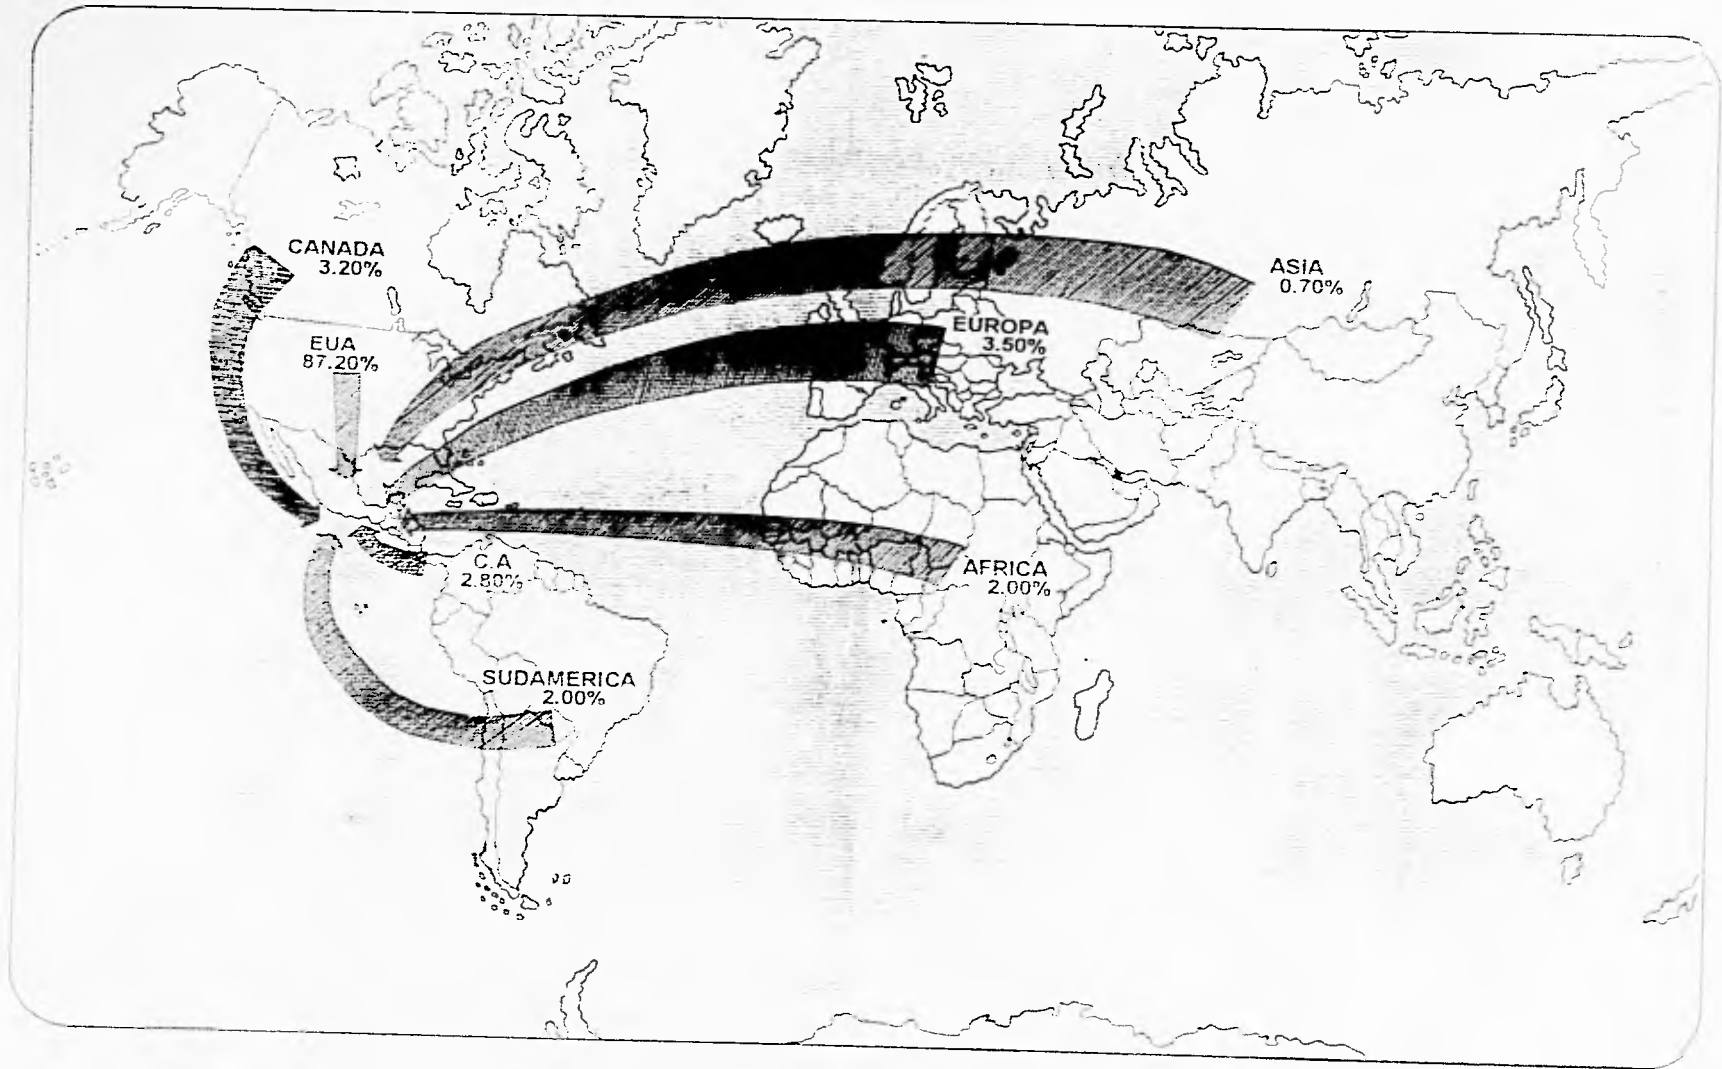 CANADA
3.20%
EUA
87.20%
ASIA
0.70%
EUROPA
3.50%
C.A
2.80%
AFRICA
2.00%
SUDAMERICA
2.00%